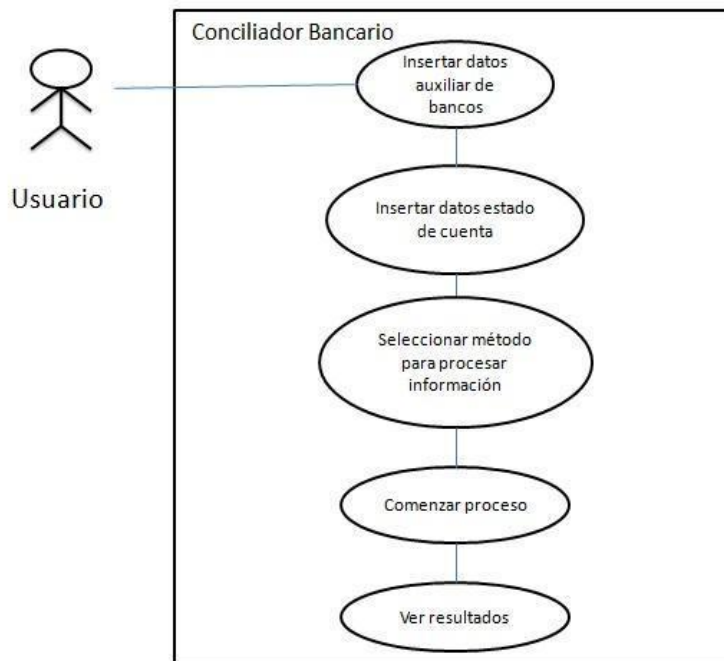 Conciliador Bancario
Insertar datos
auxiliar de
bancos
Usuario
Insertar datos estado
de cuenta
Seleccionar método
para procesar
información
Comenzar proceso
Ver resultados